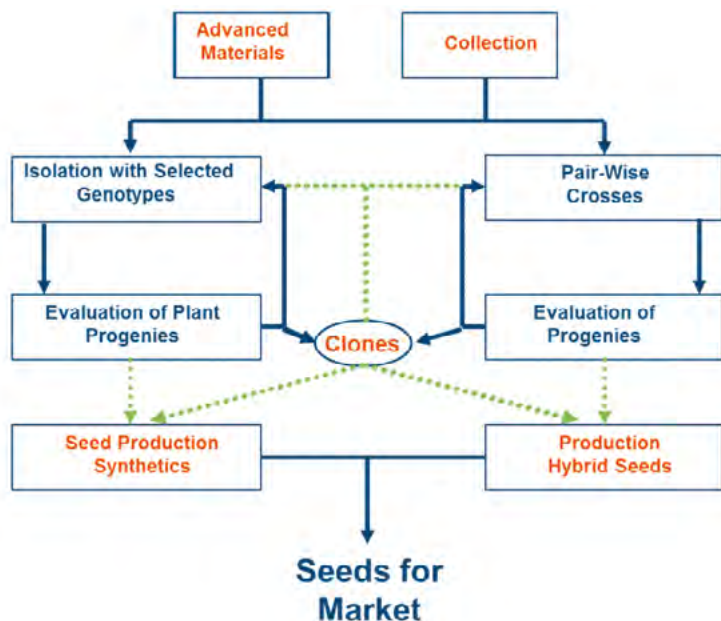 Advanced
Materials
Collection
Isolation with Selected
Genotypes
Pair-Wise
Crosses
Evaluation of Plant
Progenies
Clones
Evaluation of
Progenies
Seed Production
Synthetics
Production
Hybrid Seeds
Seeds for
Market